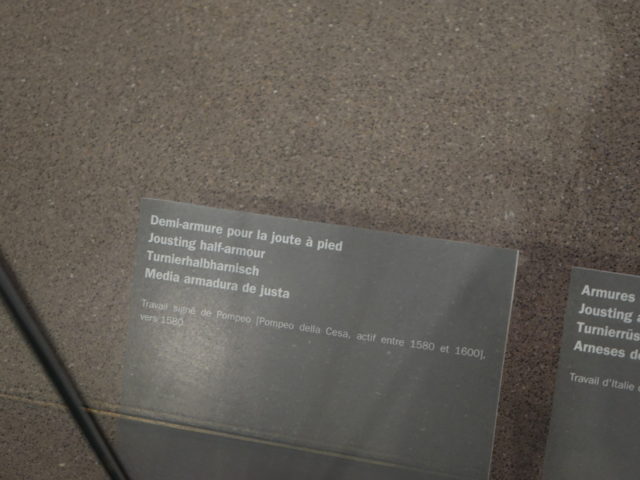 Demi-armure pour la joute à pied
Jousting half-armour
Turnierhalbharnisch
Media armadura de justa
Travail signé de Pompeo [Pompeo della Cesa, actif entre 1580 et 1600],
vers 1580
Armures
Jousting
Turnierrüs
Arneses de
Travail d'Italie